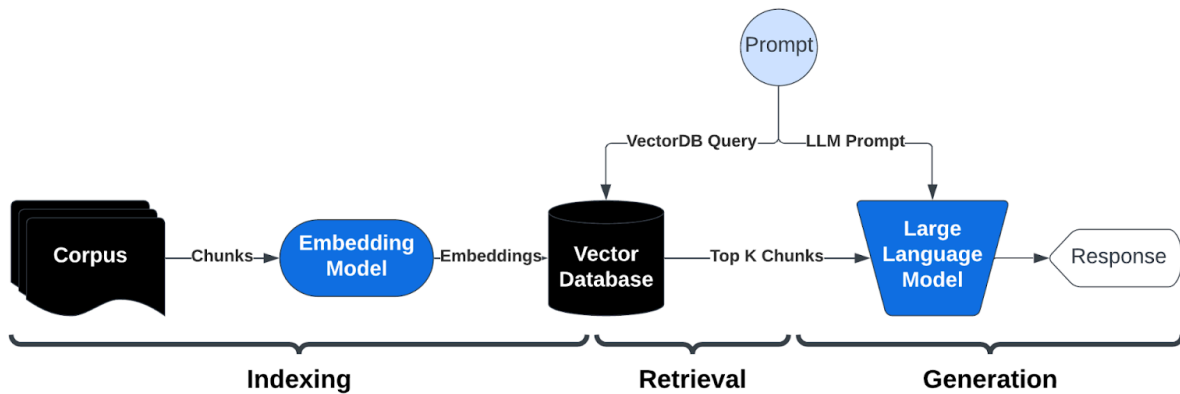 Prompt
VectorDB Query
LLM Prompt
Corpus
Chunks
Embedding
Model
Embeddings
Vector
Database
Top K Chunks
Large
Language
Model
Response
Indexing
Retrieval
Generation